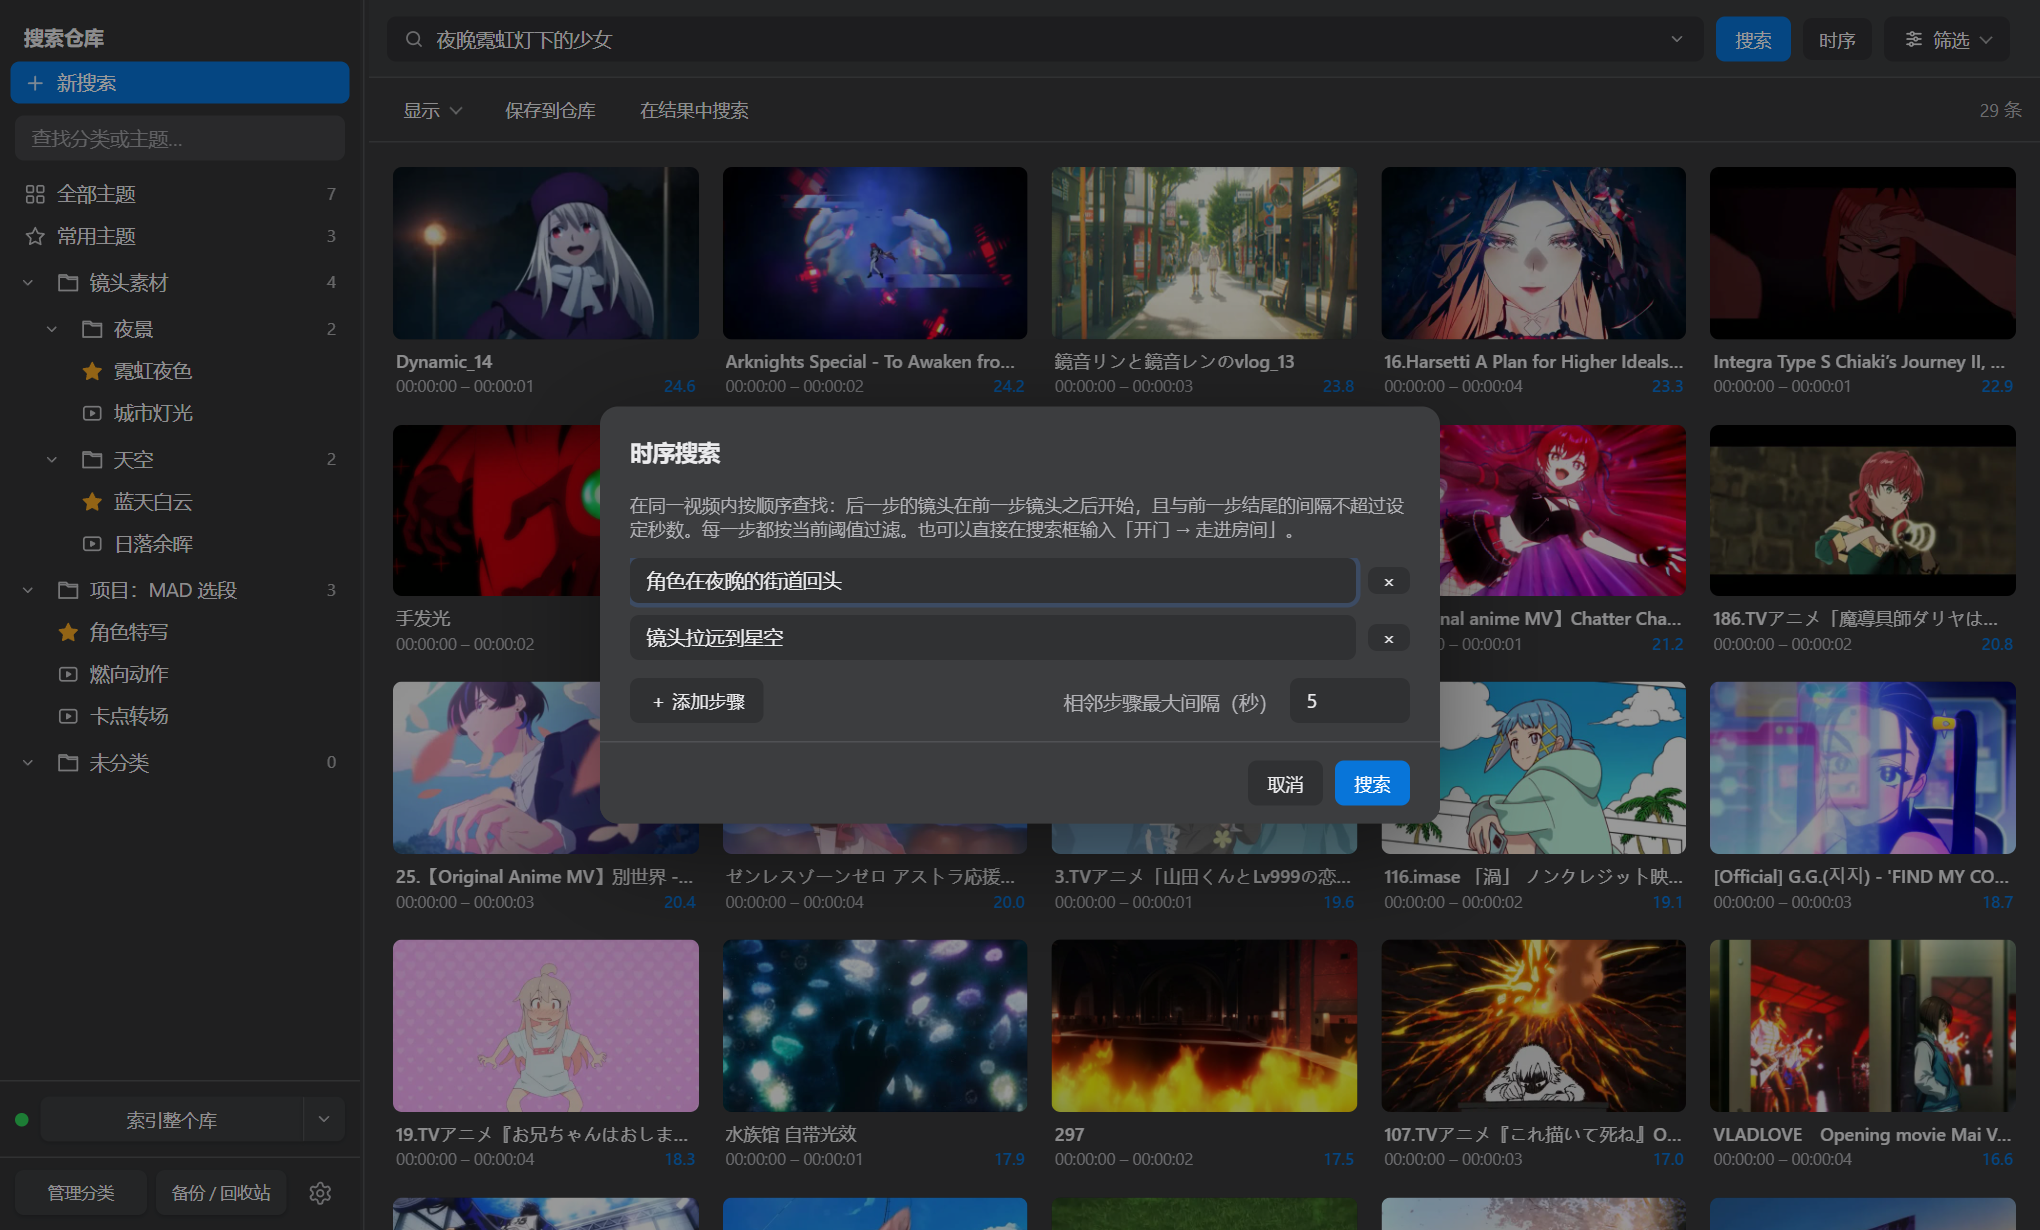 搜索仓库
新搜索
查找分类或主题...
全部主题 7
常用主题 3
镜头素材 4
夜景 2
霓虹夜色
城市灯光
天空 2
蓝天白云
日落余晖
项目：MAD 选段 3
角色特写
燃向动作
卡点转场
未分类 0
索引整个库
管理分类
备份 / 回收站
夜晚霓虹灯下的少女
搜索
时序
筛选
显示
保存到仓库
在结果中搜索
29 条
Dynamic_14
00:00:00 – 00:00:01 24.6
Arknights Special - To Awaken fro...
00:00:00 – 00:00:02 24.2
鏡音リンと鏡音レンのvlog_13
00:00:00 – 00:00:03 23.8
16.Harsetti A Plan for Higher Ideals...
00:00:00 – 00:00:04 23.3
Integra Type S Chiaki’s Journey II, ...
00:00:00 – 00:00:01 22.9
手发光
00:00:00 – 00:00:02
nal anime MV】Chatter Cha...
– 00:00:01 21.2
186.TVアニメ「魔導具師ダリヤは...
00:00:00 – 00:00:02 20.8
时序搜索
在同一视频内按顺序查找：后一步的镜头在前一步镜头之后开始，且与前一步结尾的间隔不超过设
定秒数。每一步都按当前阈值过滤。也可以直接在搜索框输入「开门 → 走进房间」。
角色在夜晚的街道回头 ×
镜头拉远到星空 ×
+ 添加步骤
相邻步骤最大间隔（秒） 5
取消
搜索
25.【Original Anime MV】別世界 -...
00:00:00 – 00:00:03 20.4
ゼンレスゾーンゼロ アストラ応援...
00:00:00 – 00:00:04 20.0
3.TVアニメ「山田くんとLv999の恋...
00:00:00 – 00:00:01 19.6
116.imase 「渦」 ノンクレジット映...
00:00:00 – 00:00:02 19.1
[Official] G.G.(지지) - 'FIND MY CO...
00:00:00 – 00:00:03 18.7
19.TVアニメ『お兄ちゃんはおしま...
00:00:00 – 00:00:04 18.3
水族馆 自带光效
00:00:00 – 00:00:01 17.9
297
00:00:00 – 00:00:02 17.5
107.TVアニメ『これ描いて死ね』O...
00:00:00 – 00:00:03 17.0
VLADLOVE Opening movie Mai V...
00:00:00 – 00:00:04 16.6